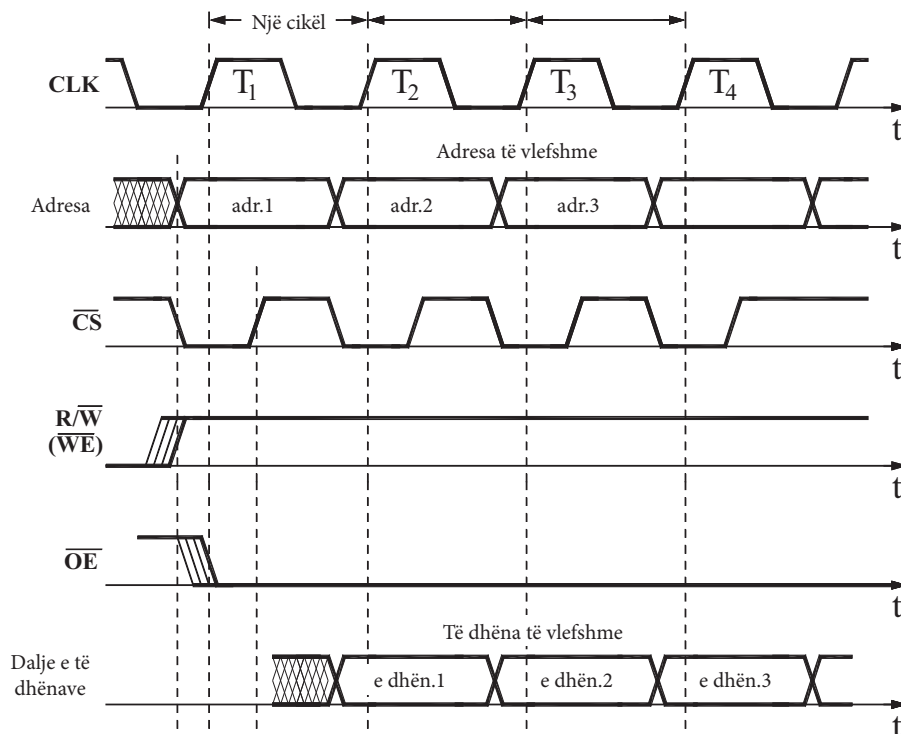 Një cikël
CLK T1 T2 T3 T4
t
Adresa të vlefshme
Adresa adr.1 adr.2 adr.3
t
CS
t
R/W
(WE)
t
OE
t
Të dhëna të vlefshme
Dalje e të
dhënave
e dhën.1 e dhën.2 e dhën.3
t